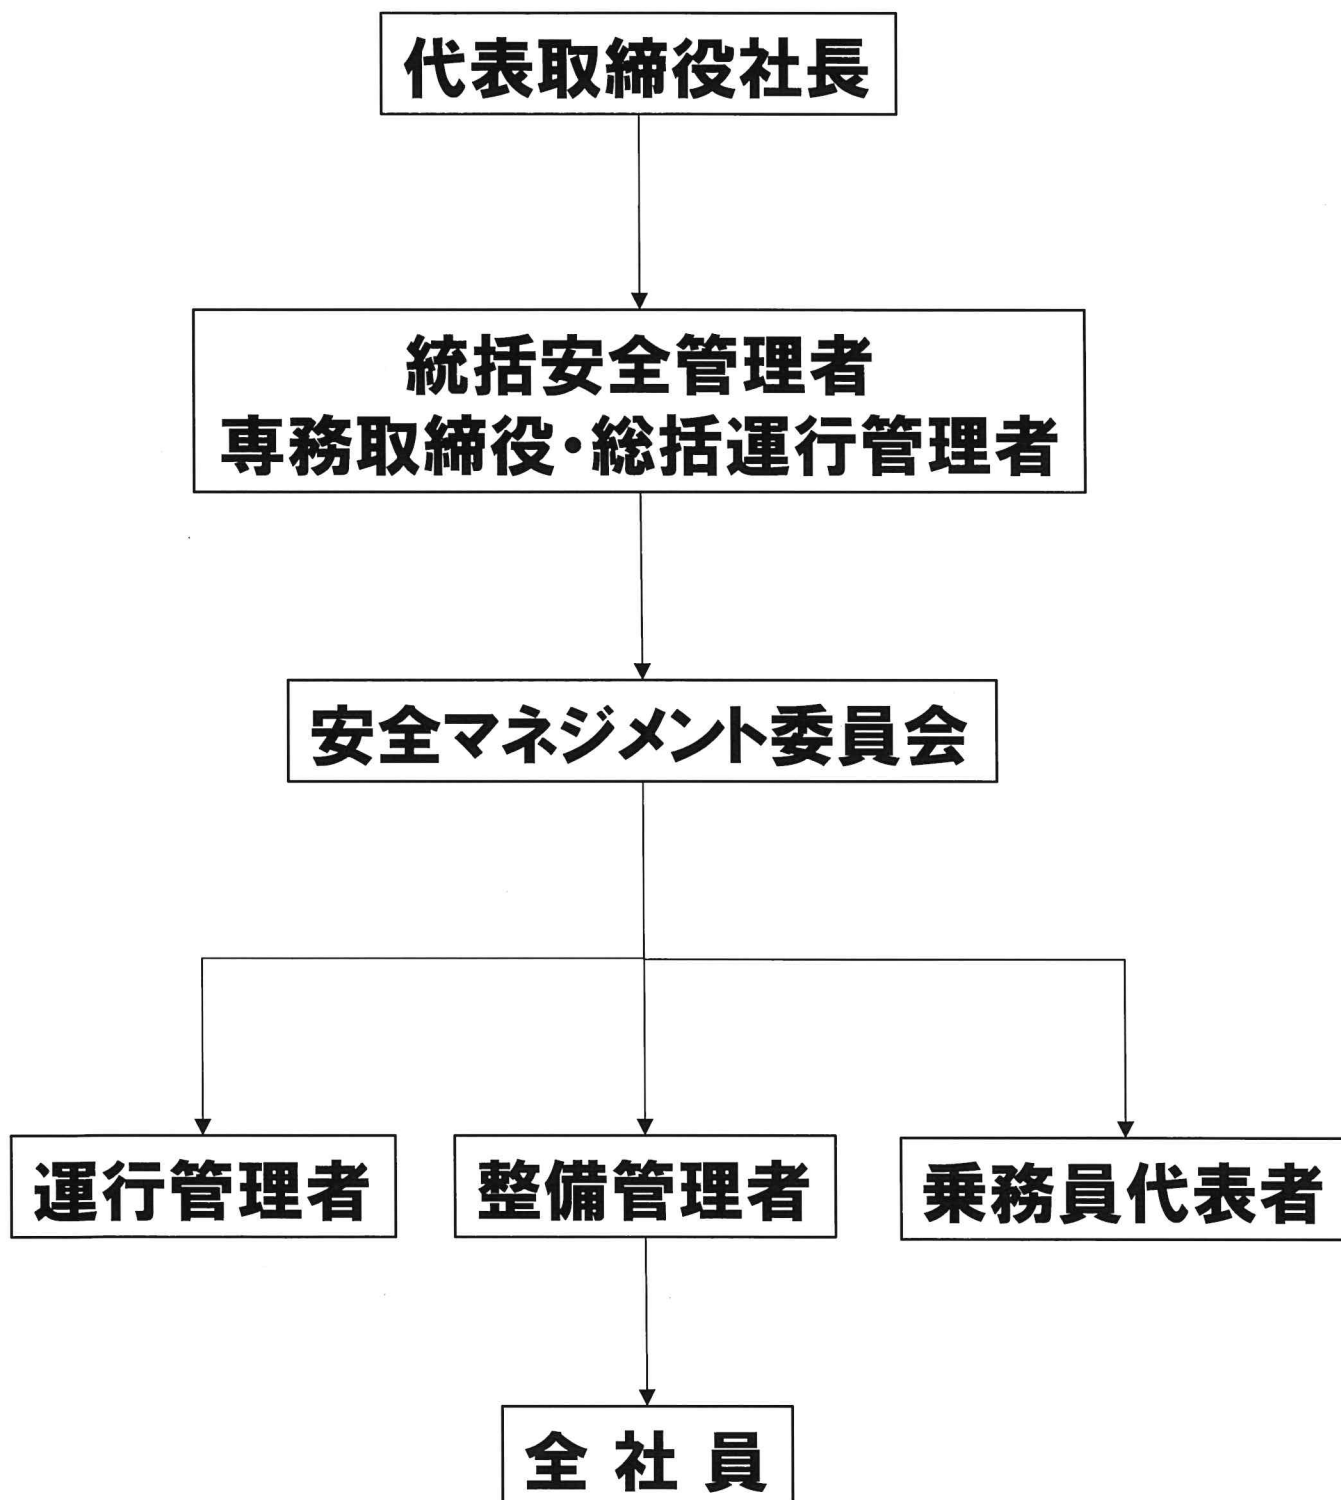 代表取締役社長
統括安全管理者
専務取締役・総括運行管理者
安全マネジメント委員会
運行管理者
整備管理者
乗務員代表者
全社員